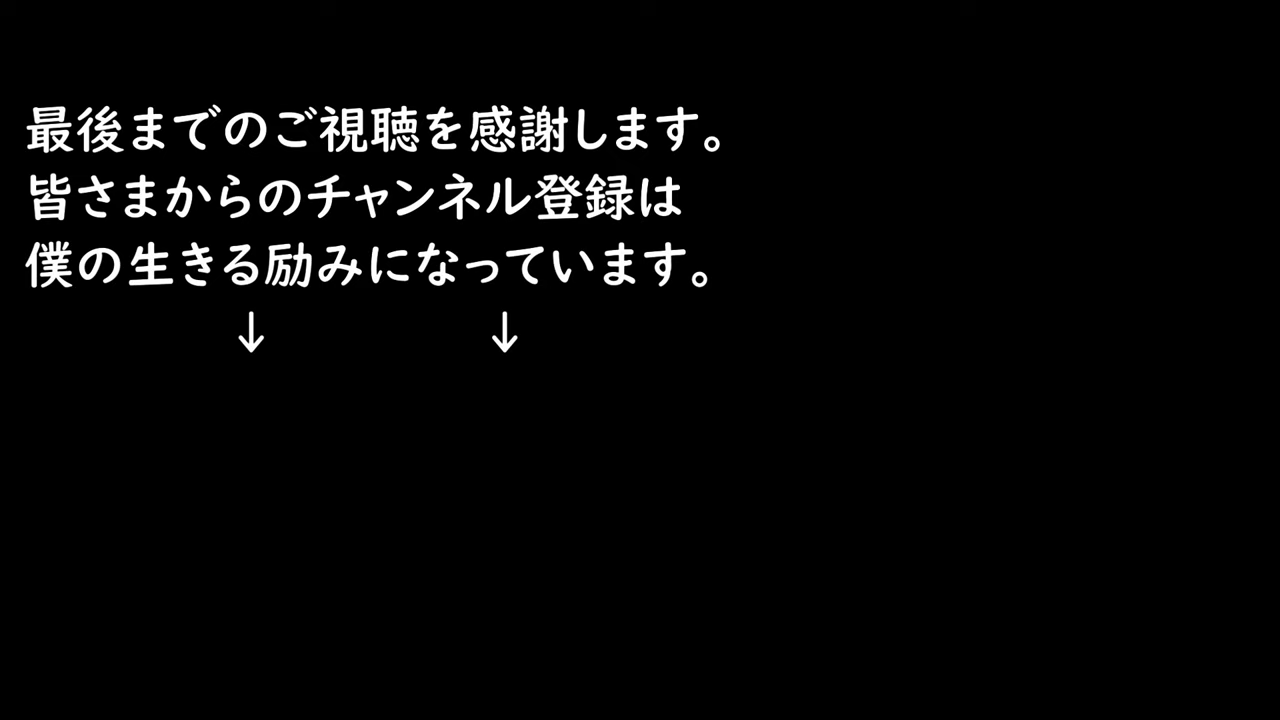 最後までのご視聴を感謝します。
皆さまからのチャンネル登録は
僕の生きる励みになっています。
↓ ↓